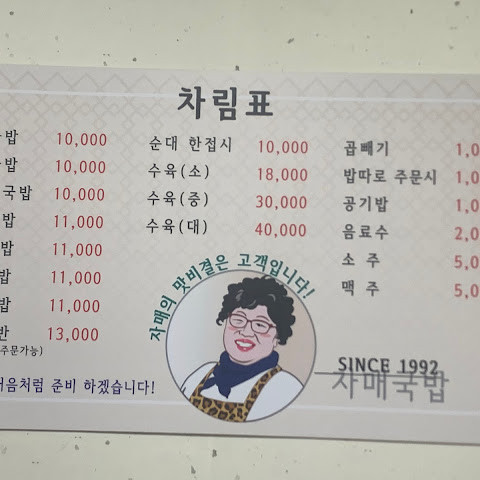 차림표
밥 10,000
밥 10,000
국밥 10,000
밥 11,000
밥 11,000
밥 11,000
밥 11,000
반 13,000
주문가능)
처음처럼 준비 하겠습니다!
순대 한접시 10,000
수육(소) 18,000
수육(중) 30,000
수육(대) 40,000
곱빼기 1,0
밥따로 주문시 1,0
공기밥 1,0
음료수 2,0
소 주 5,0
맥 주 5,0
자매의 맛비결은 고객입니다!
SINCE 1992
자매국밥